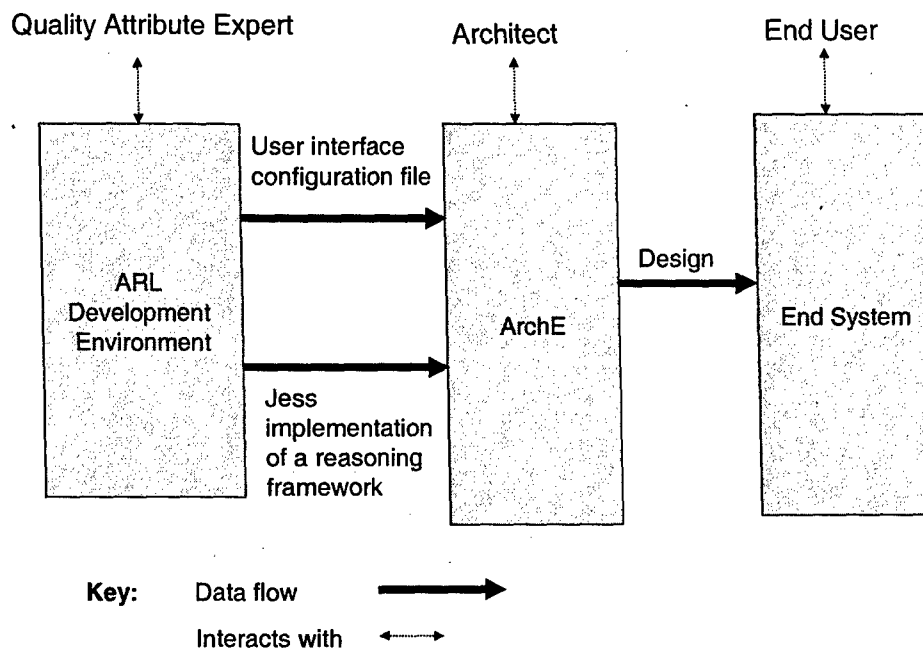 Quality Attribute Expert
Architect
End User
User interface
configuration file
ARL
Development
Environment
Jess
implementation
of a reasoning
framework
ArchE
Design
End System
Key: Data flow
Interacts with